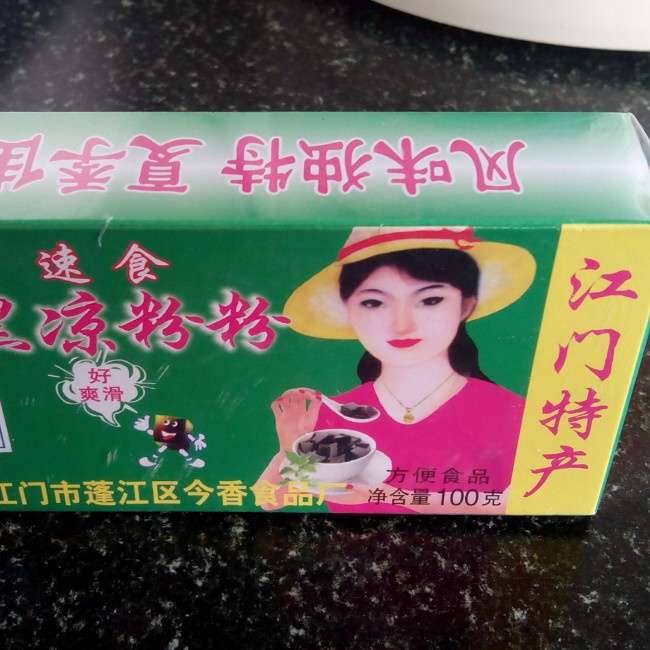 风味独特 夏季佳
速食
黑凉粉粉
好
爽滑
江门市蓬江区今香食品厂
方便食品
净含量100克
江门特产